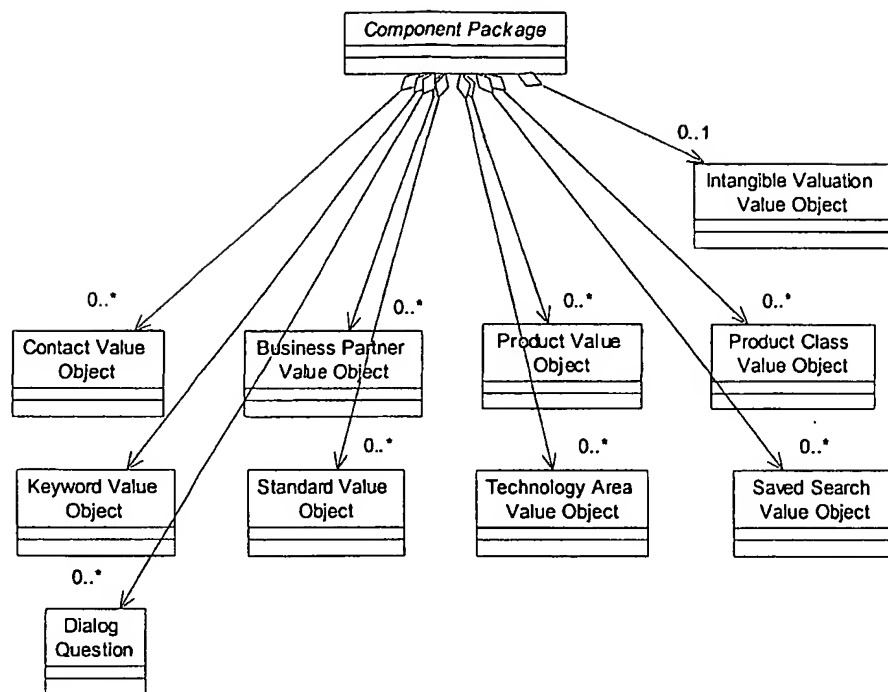 Component Package
0..1
Intangible Valuation
Value Object
0..*
0..*
0..*
0..*
Contact Value
Object
Business Partner
Value Object
Product Value
Object
Product Class
Value Object
0..*
0..*
0..*
Keyword Value
Object
Standard Value
Object
Technology Area
Value Object
Saved Search
Value Object
0..*
Dialog
Question